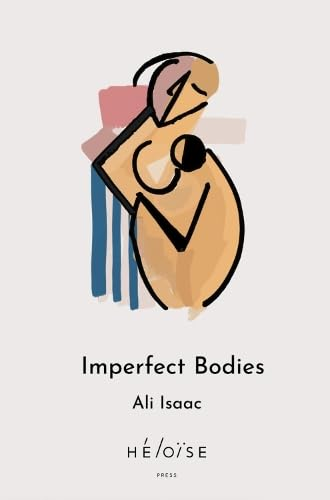 Imperfect Bodies
Ali Isaac
HÉLOÏSE
PRESS